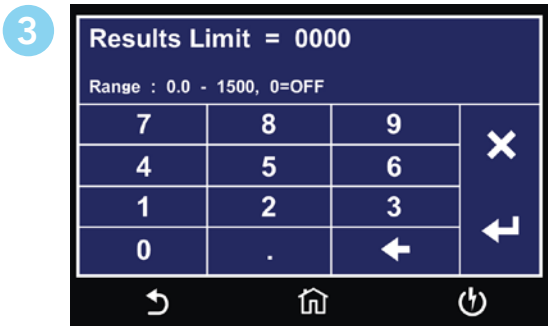 3
Results Limit = 0000
Range : 0.0 - 1500, 0=OFF
7 8 9
4 5 6
1 2 3
0 .